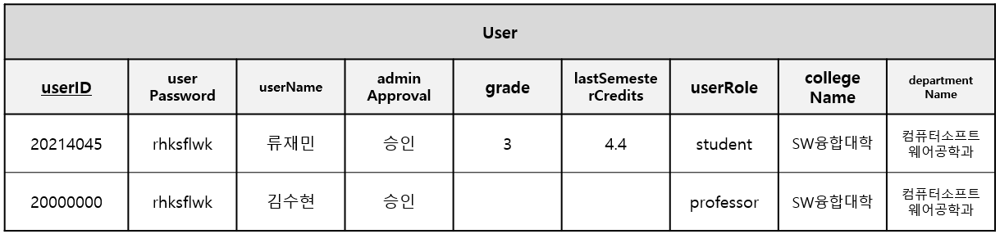 User
userID
user
Password
userName
admin
Approval
grade
lastSemeste
rCredits
userRole
college
Name
department
Name
20214045
rhksflwk
류재민
승인
3
4.4
student
SW융합대학
컴퓨터소프트
웨어공학과
20000000
rhksflwk
김수현
승인
professor
SW융합대학
컴퓨터소프트
웨어공학과